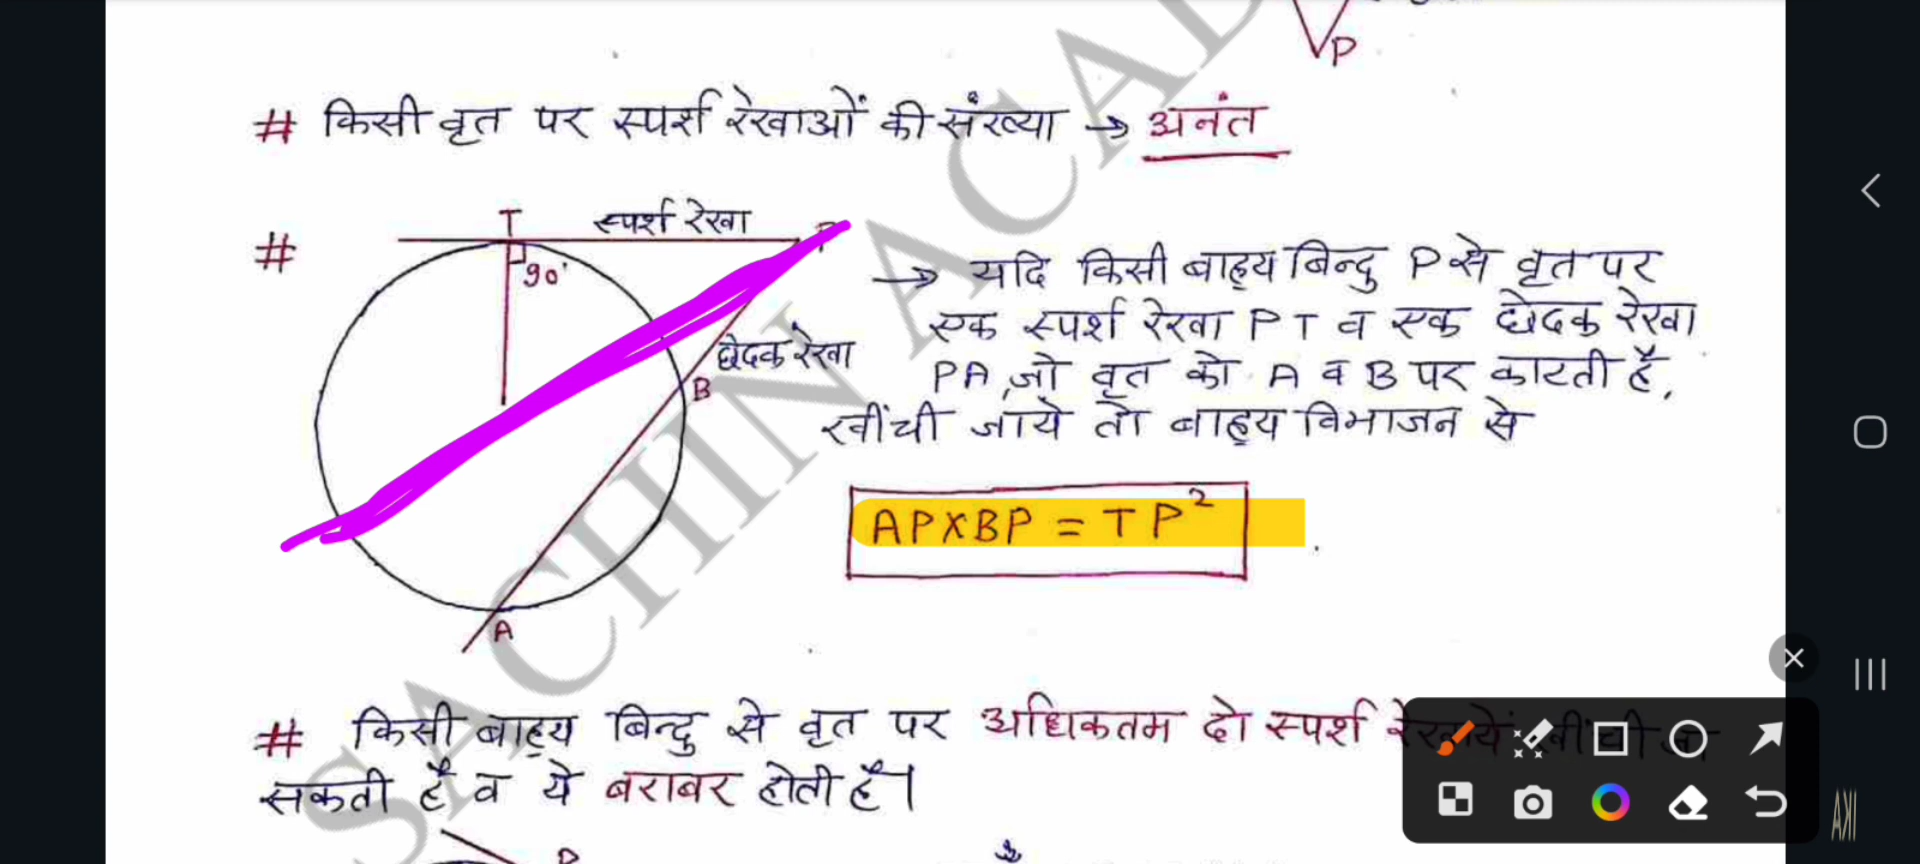 P
# किसी वृत पर स्पर्श रेखाओं की संख्या → अनंत
#
T
स्पर्श रेखा
90°
छेदक रेखा
B
A
→ यदि किसी बाह्य बिन्दु P से वृत पर
एक स्पर्श रेखा PT व एक छेदक रेखा
PA, जो वृत को A व B पर काटती है,
खींची जाये तो बाह्य विभाजन से
AP×BP = TP²
# किसी बाह्य बिन्दु से वृत पर अधिकतम दो स्पर्श
सकती है व ये बराबर होती है।
SACHIN ACAD